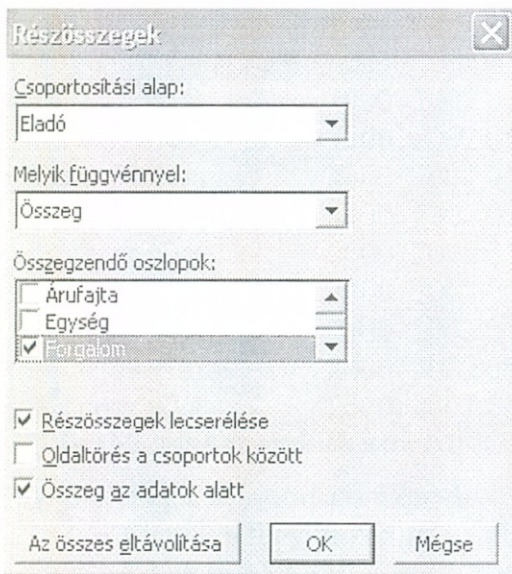 Részösszegek
Csoportosítási alap:
Eladó
Melyik függvénnyel:
Összeg
Összegzendő oszlopok:
Árufajta
Egység
Forgalom
Részösszegek lecserélése
Oldaltörés a csoportok között
Összeg az adatok alatt
Az összes eltávolítása
OK
Mégse